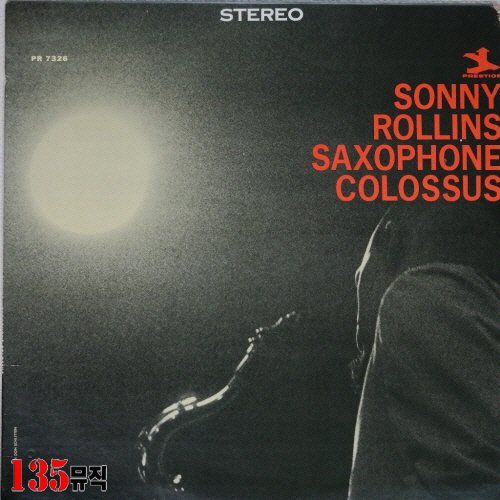 STEREO
PR 7326
PRESTIGE
SONNY
ROLLINS
SAXOPHONE
COLOSSUS
135뮤직